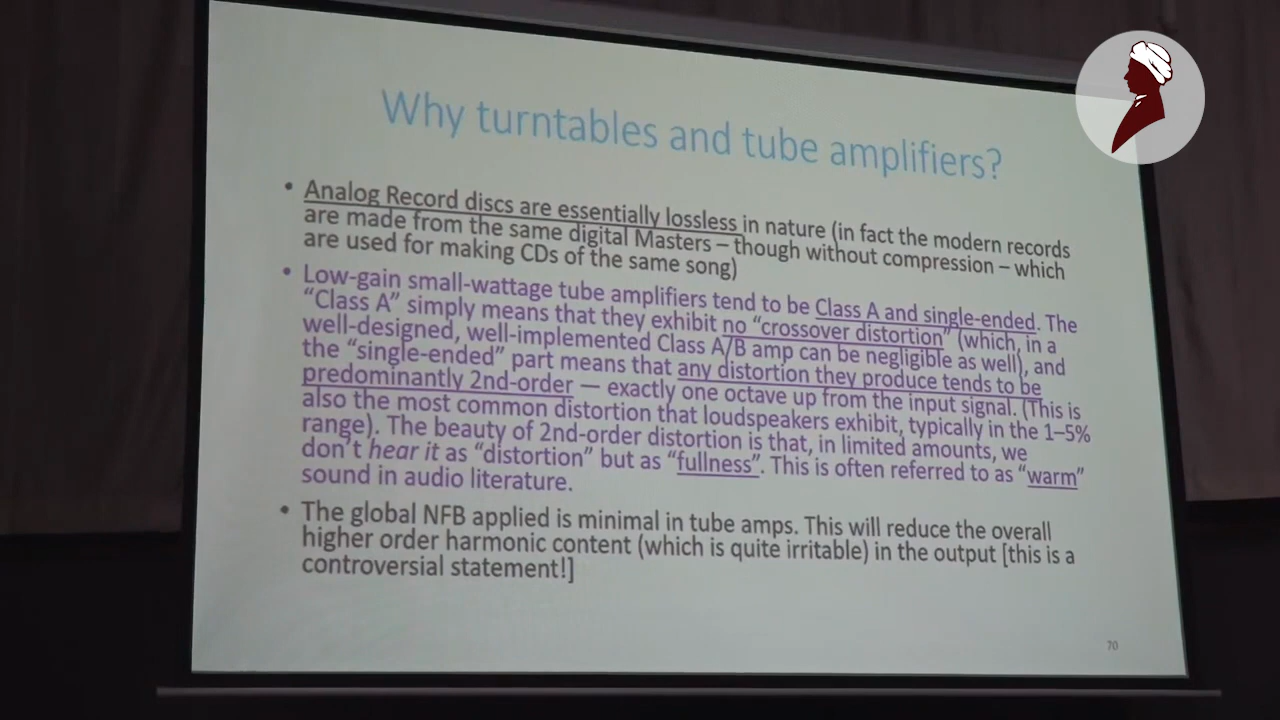 Why turntables and tube amplifiers?
• Analog Record discs are essentially lossless in nature (in fact the modern records
are made from the same digital Masters – though without compression – which
are used for making CDs of the same song)
• Low-gain small-wattage tube amplifiers tend to be Class A and single-ended. The
“Class A” simply means that they exhibit no “crossover distortion” (which, in a
well-designed, well-implemented Class A/B amp can be negligible as well), and
the “single-ended” part means that any distortion they produce tends to be
predominantly 2nd-order — exactly one octave up from the input signal. (This is
also the most common distortion that loudspeakers exhibit, typically in the 1–5%
range). The beauty of 2nd-order distortion is that, in limited amounts, we
don’t hear it as “distortion” but as “fullness”. This is often referred to as “warm”
sound in audio literature.
• The global NFB applied is minimal in tube amps. This will reduce the overall
higher order harmonic content (which is quite irritable) in the output [this is a
controversial statement!]
70